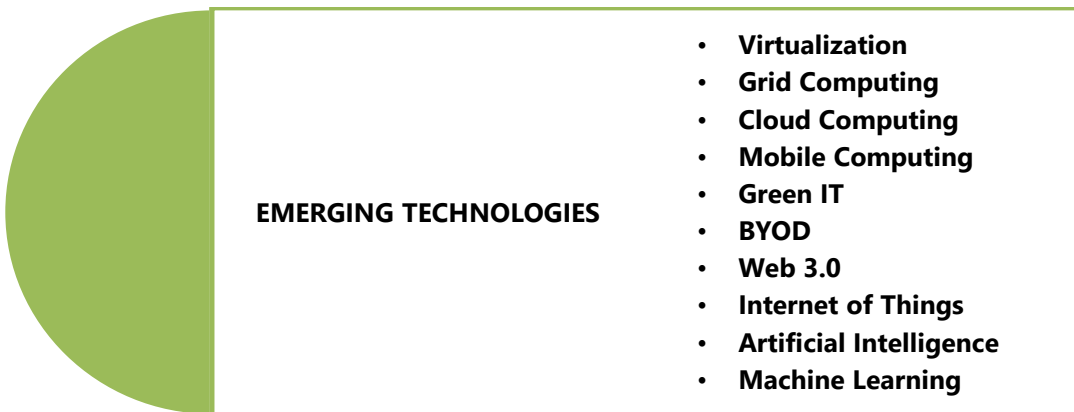 EMERGING TECHNOLOGIES
• Virtualization
• Grid Computing
• Cloud Computing
• Mobile Computing
• Green IT
• BYOD
• Web 3.0
• Internet of Things
• Artificial Intelligence
• Machine Learning